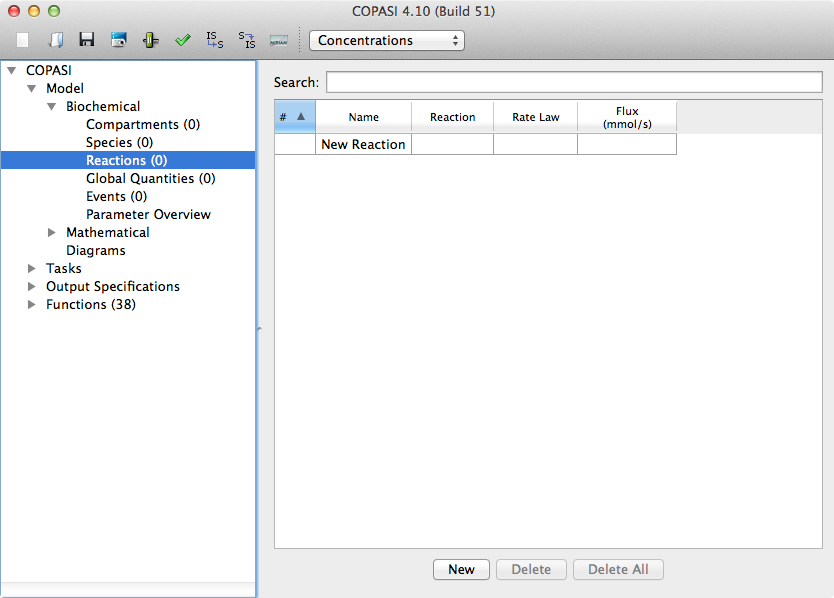 COPASI 4.10 (Build 51)
IS
S
S
IS
Concentrations
COPASI
Model
Biochemical
Compartments (0)
Species (0)
Reactions (0)
Global Quantities (0)
Events (0)
Parameter Overview
Mathematical
Diagrams
Tasks
Output Specifications
Functions (38)
Search:
# Name Reaction Rate Law Flux
(mmol/s)
New Reaction
New Delete Delete All